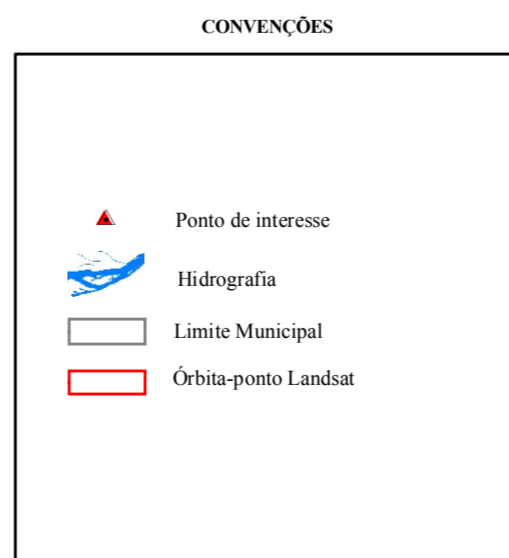 CONVENÇÕES
Ponto de interesse
Hidrografia
Limite Municipal
Órbita-ponto Landsat